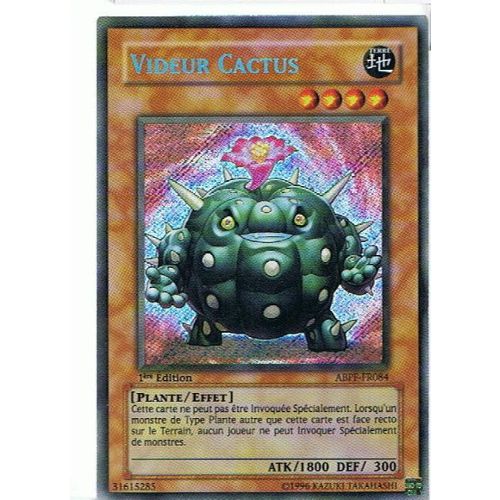 VIDEUR CACTUS
TERRE
地
1ère Edition
ABPF-FR084
[PLANTE/EFFET]
Cette carte ne peut pas être Invoquée Spécialement. Lorsqu'un
monstre de Type Plante autre que cette carte est face recto
sur le Terrain, aucun joueur ne peut Invoquer Spécialement
de monstres.
ATK/1800 DEF/ 300
31615285
©1996 KAZUKI TAKAHASHI